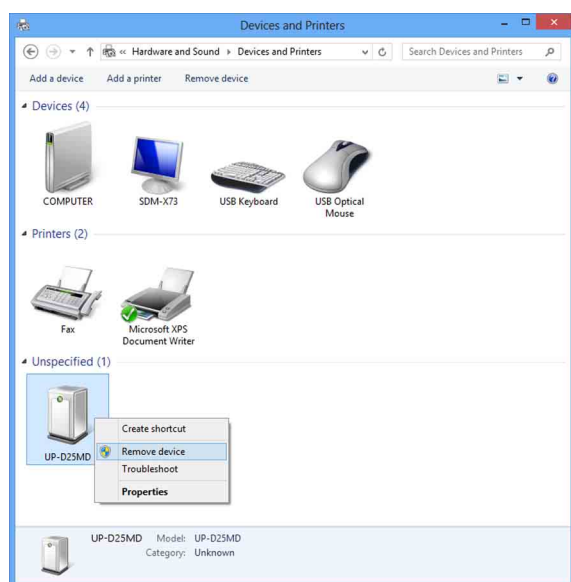 Devices and Printers
« Hardware and Sound Devices and Printers
Search Devices and Printers
Add a device Add a printer Remove device
Devices (4)
COMPUTER SDM-X73 USB Keyboard USB Optical
Mouse
Printers (2)
Fax Microsoft XPS
Document Writer
Unspecified (1)
UP-D25MD
Create shortcut
Remove device
Troubleshoot
Properties
UP-D25MD Model: UP-D25MD
Category: Unknown